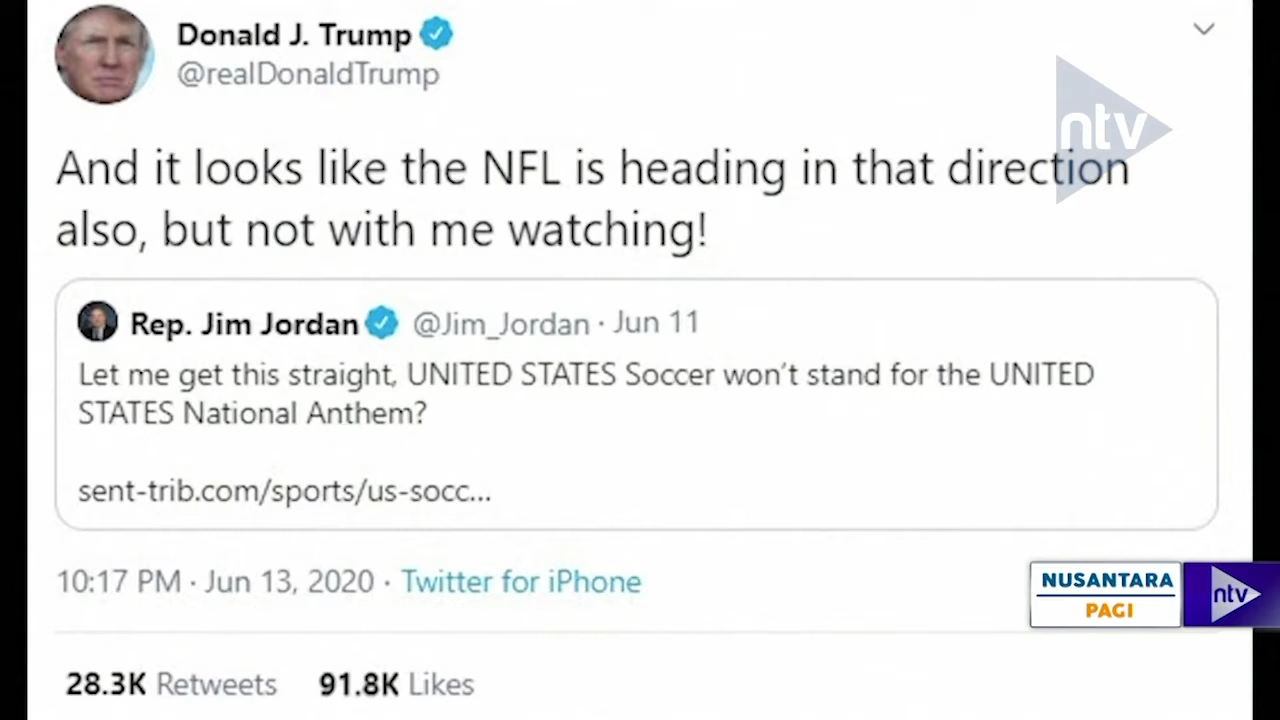 Donald J. Trump
@realDonaldTrump
ntv
And it looks like the NFL is heading in that direction
also, but not with me watching!
Rep. Jim Jordan @Jim_Jordan · Jun 11
Let me get this straight, UNITED STATES Soccer won't stand for the UNITED
STATES National Anthem?
sent-trib.com/sports/us-socc...
10:17 PM · Jun 13, 2020 · Twitter for iPhone
NUSANTARA
PAGI
ntv
28.3K Retweets 91.8K Likes